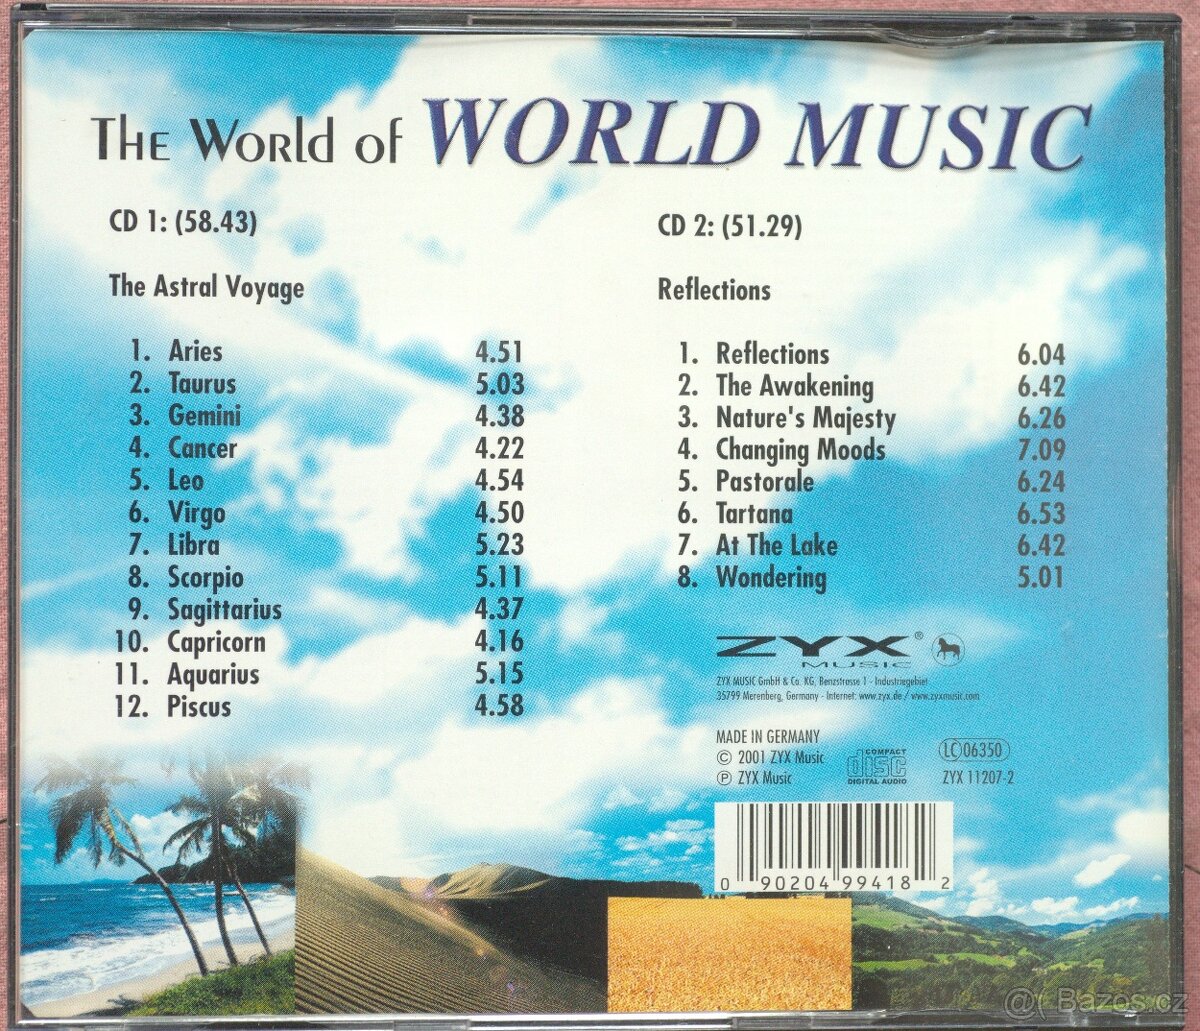 The World of WORLD MUSIC
CD 1: (58.43)
The Astral Voyage
1. Aries 4.51
2. Taurus 5.03
3. Gemini 4.38
4. Cancer 4.22
5. Leo 4.54
6. Virgo 4.50
7. Libra 5.23
8. Scorpio 5.11
9. Sagittarius 4.37
10. Capricorn 4.16
11. Aquarius 5.15
12. Piscus 4.58
CD 2: (51.29)
Reflections
1. Reflections 6.04
2. The Awakening 6.42
3. Nature's Majesty 6.26
4. Changing Moods 7.09
5. Pastorale 6.24
6. Tartana 6.53
7. At The Lake 6.42
8. Wondering 5.01
ZYX®
MUSIC
ZYX MUSIC GmbH & Co. KG, Benzstrasse 1 - Industriegebiet
35799 Merenberg, Germany - Internet: www.zyx.de / www.zyxmusic.com
MADE IN GERMANY
© 2001 ZYX Music
℗ ZYX Music
COMPACT
disc
DIGITAL AUDIO
LC 06350
ZYX 11207-2
0 90204 99418 2
@( Bazos.cz